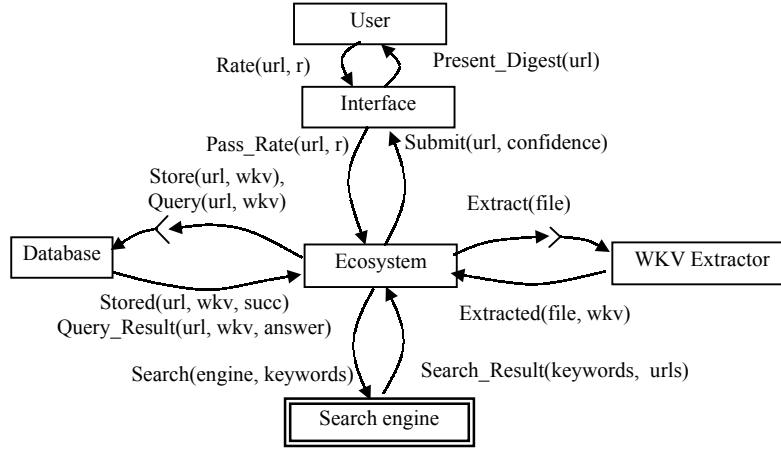 User
Rate(url, r)
Present_Digest(url)
Interface
Pass_Rate(url, r)
Submit(url, confidence)
Store(url, wkv),
Query(url, wkv)
Extract(file)
Database
Ecosystem
WKV Extractor
Stored(url, wkv, succ)
Query_Result(url, wkv, answer)
Extracted(file, wkv)
Search(engine, keywords)
Search_Result(keywords, urls)
Search engine